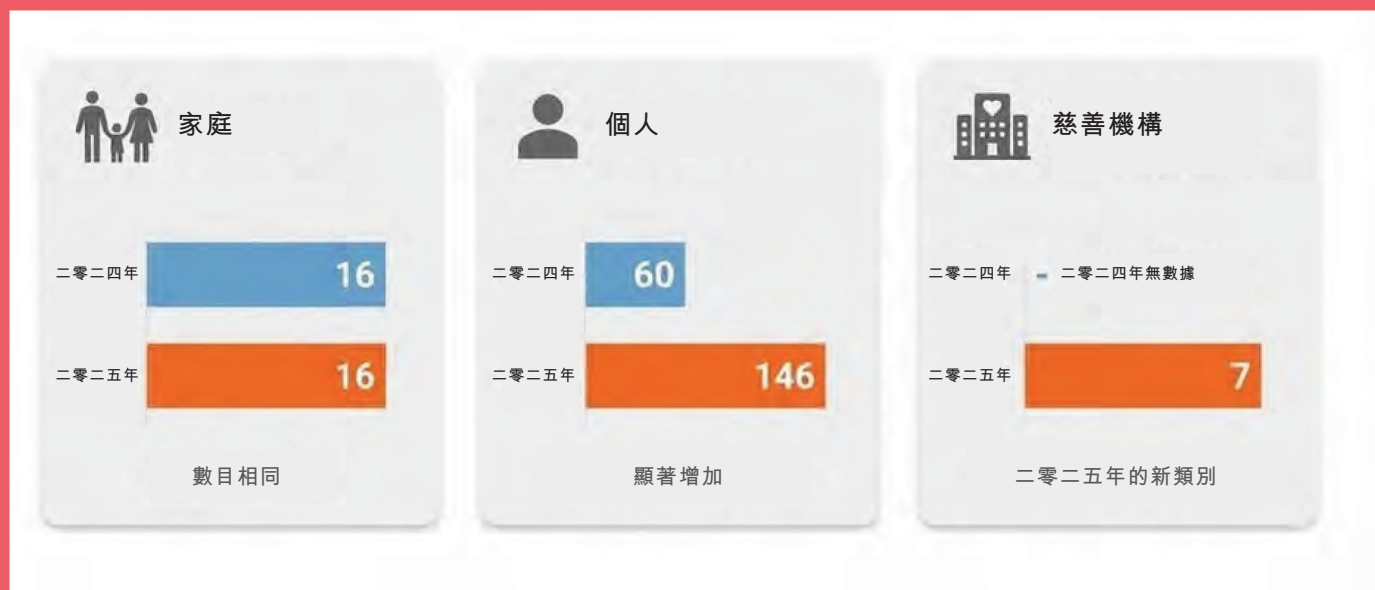 家庭
二零二四年
16
二零二五年
16
數目相同
個人
二零二四年
60
二零二五年
146
顯著增加
慈善機構
二零二四年
二零二四年無數據
二零二五年
7
二零二五年的新類別